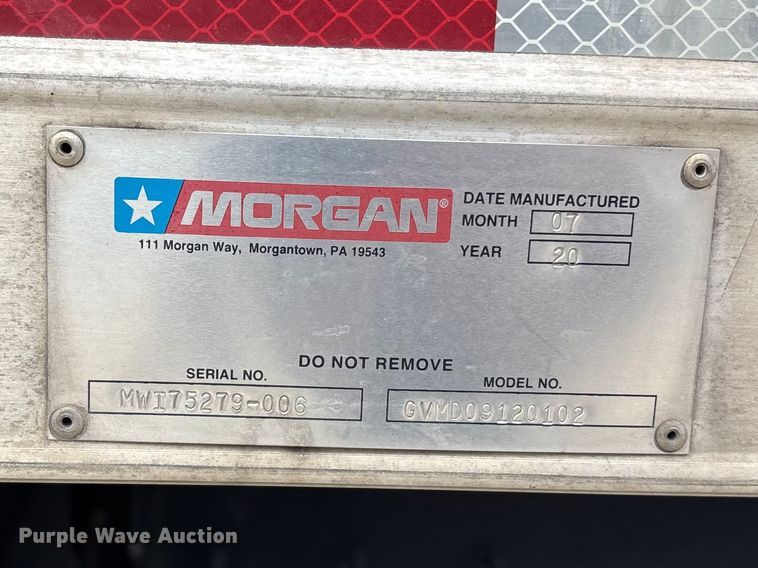 MORGAN®
111 Morgan Way, Morgantown, PA 19543
DATE MANUFACTURED
MONTH 07
YEAR 20
DO NOT REMOVE
SERIAL NO.
MWI75279-006
MODEL NO.
GVMD09120102
Purple Wave Auction